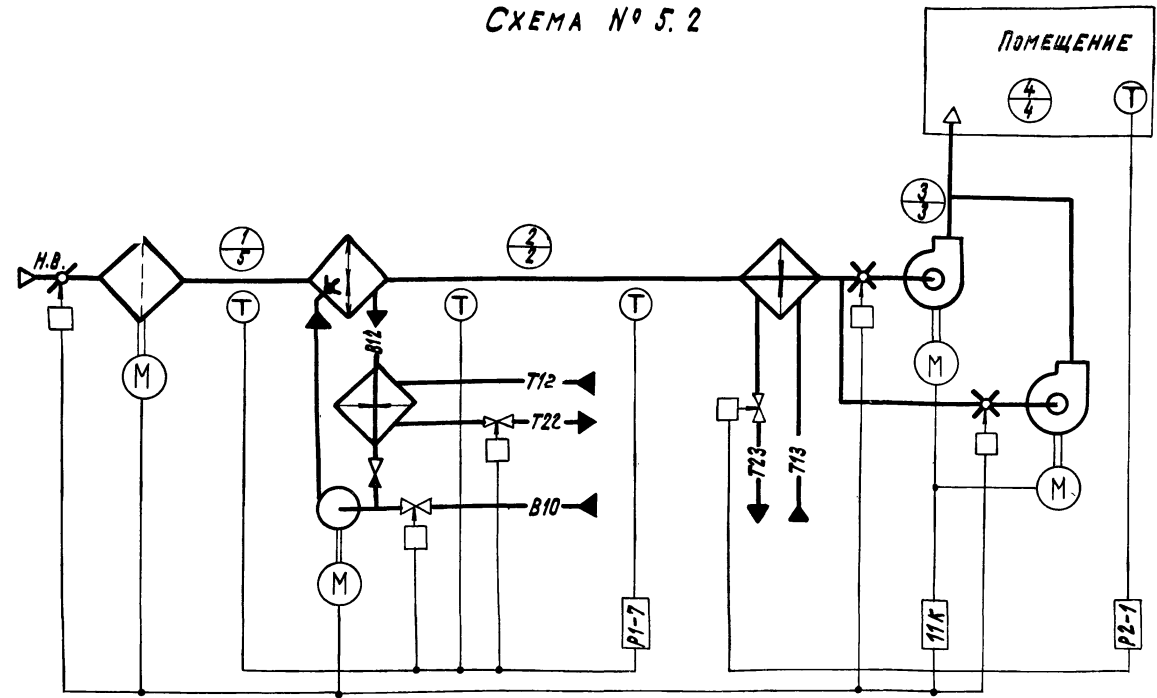 Схема № 5.2
Помещение
4
4
Т
3
3
Н.В.
1
5
2
2
Т
Т
Т
В12
М
М
Т12
Т22
Т23
Т13
М
В10
М
Р1-7
11К
Р2-1